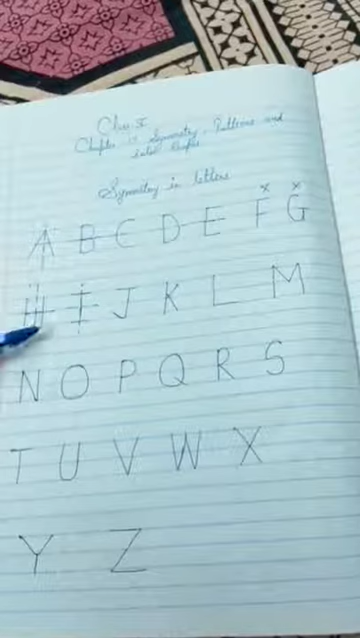 Class V
Chapter Symmetry, Patterns and
Symmetry in letters
x x
A B C D E F G
H I J K L M
N O P Q R S
T U V W X
Y Z